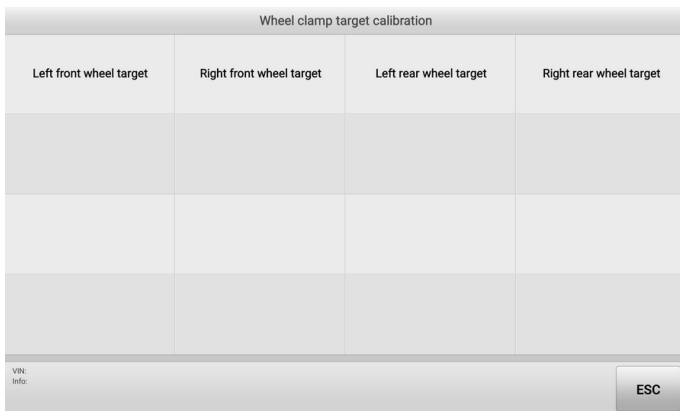 Wheel clamp target calibration
Left front wheel target
Right front wheel target
Left rear wheel target
Right rear wheel target
VIN:
Info:
ESC